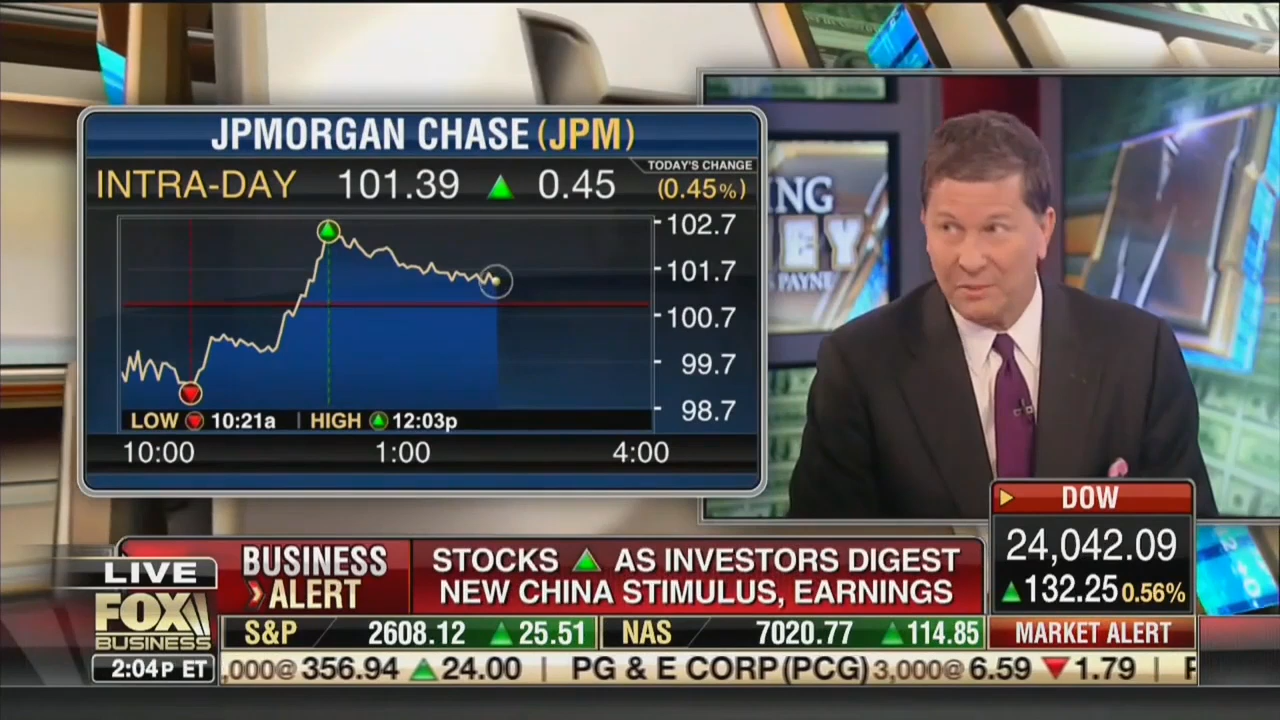 JPMORGAN CHASE (JPM)
INTRA-DAY 101.39 ▲ 0.45
TODAY'S CHANGE
(0.45%)
102.7
101.7
100.7
99.7
98.7
LOW ▼ 10:21a | HIGH ▲ 12:03p
10:00 1:00 4:00
PAYNE
DOW
24,042.09
▲ 132.25 0.56%
MARKET ALERT
BUSINESS
ALERT
STOCKS ▲ AS INVESTORS DIGEST
NEW CHINA STIMULUS, EARNINGS
LIVE
FOX
BUSINESS
2:04P ET
S&P 2608.12 ▲ 25.51 NAS 7020.77 ▲ 114.85
,000@ 356.94 ▲ 24.00 | PG & E CORP(PCG) 3,000@ 6.59 ▼ 1.79 |